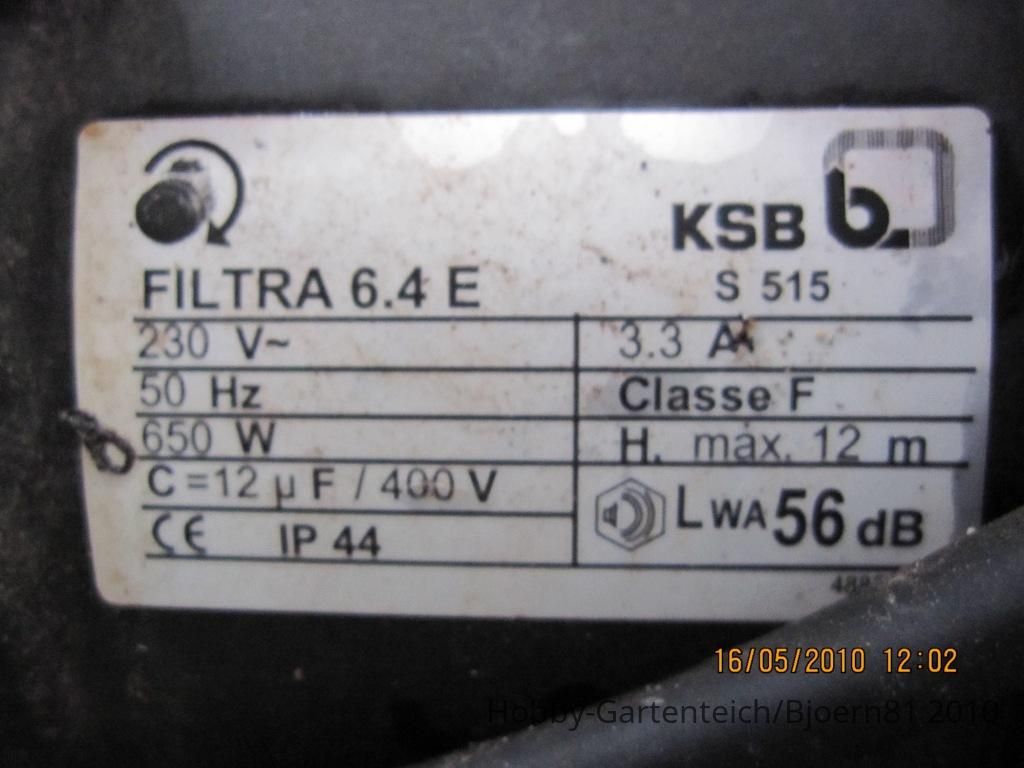 KSB b
FILTRA 6.4 E S 515
230 V~ 3.3 A
50 Hz Classe F
650 W H. max. 12 m
C=12 µF / 400 V
LWA 56 dB
CE IP 44
16/05/2010 12:02
Hobby-Gartenteich/Bjoern81 2010